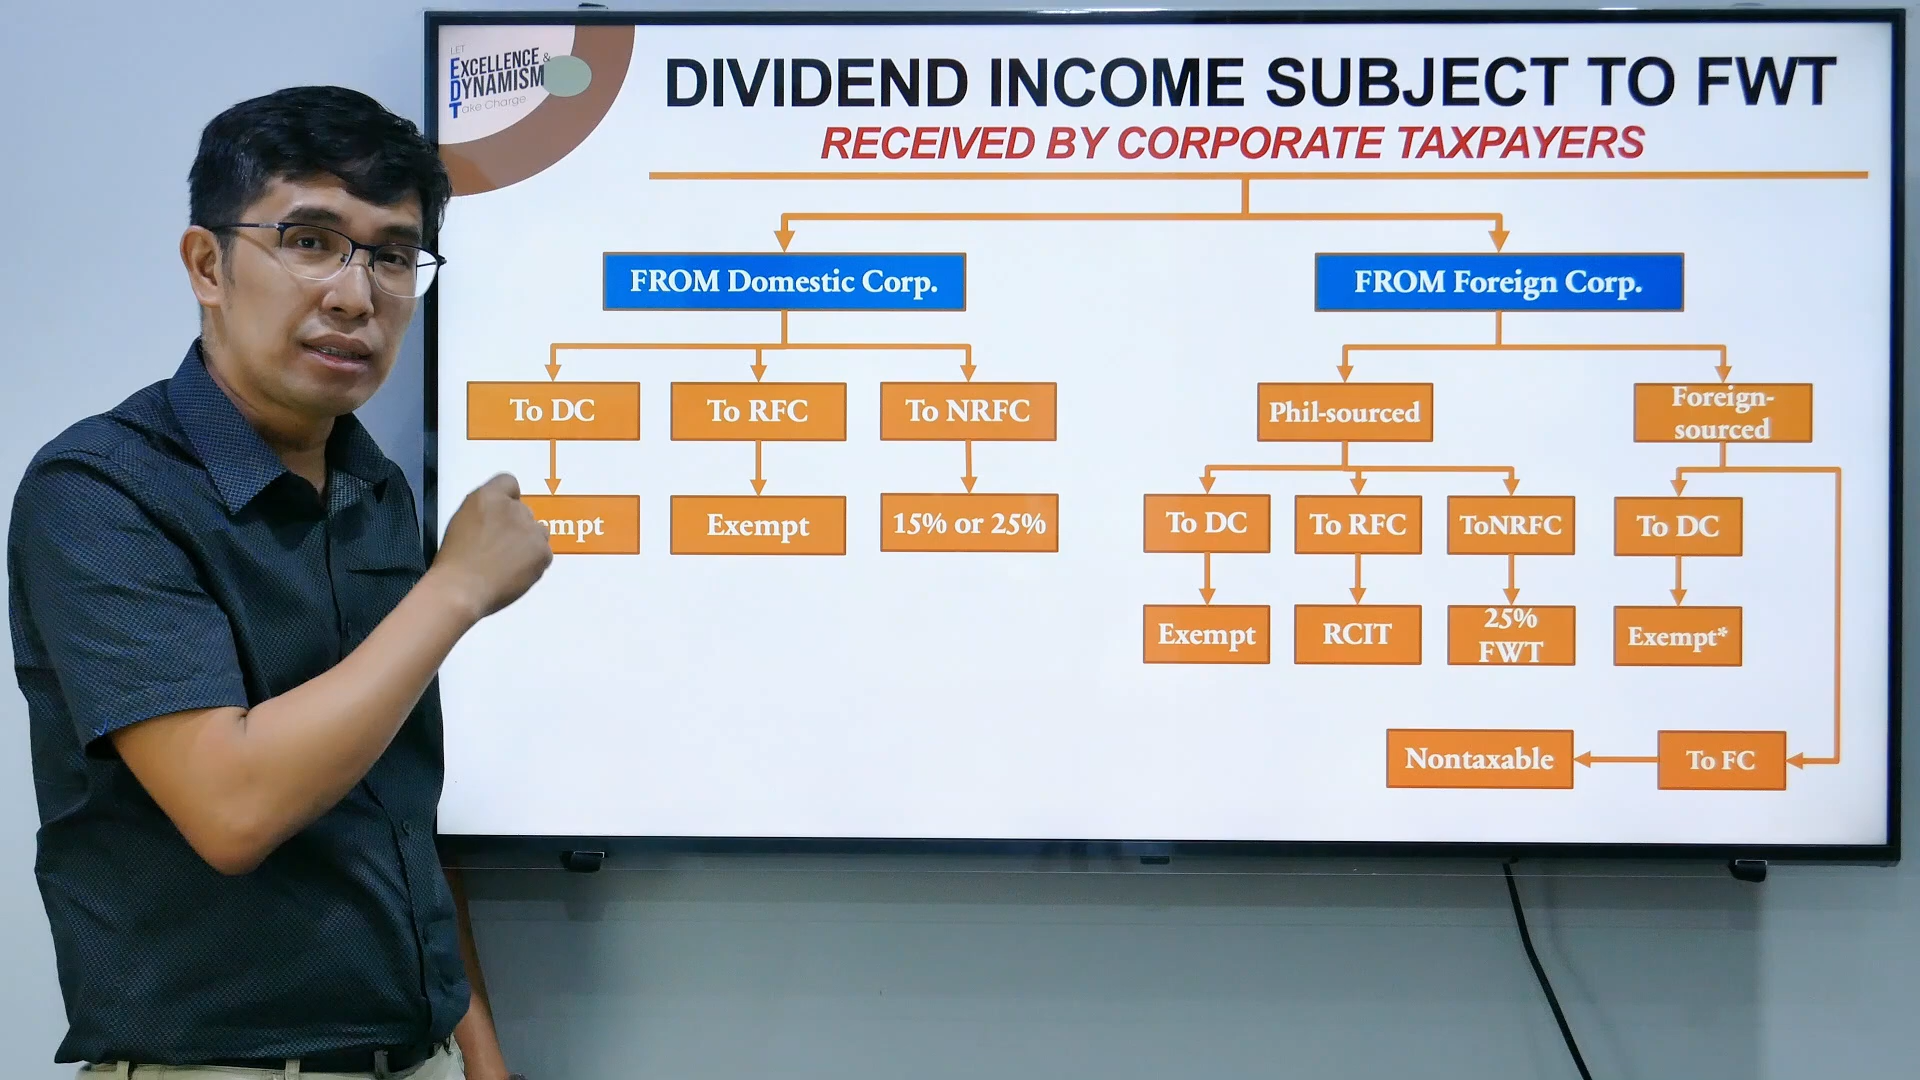 LET
EXCELLENCE &
DYNAMISM
Take Charge
DIVIDEND INCOME SUBJECT TO FWT
RECEIVED BY CORPORATE TAXPAYERS
FROM Domestic Corp.
FROM Foreign Corp.
To DC
To RFC
To NRFC
Phil-sourced
Foreign-
sourced
empt
Exempt
15% or 25%
To DC
To RFC
ToNRFC
To DC
Exempt
RCIT
25%
FWT
Exempt*
Nontaxable
To FC